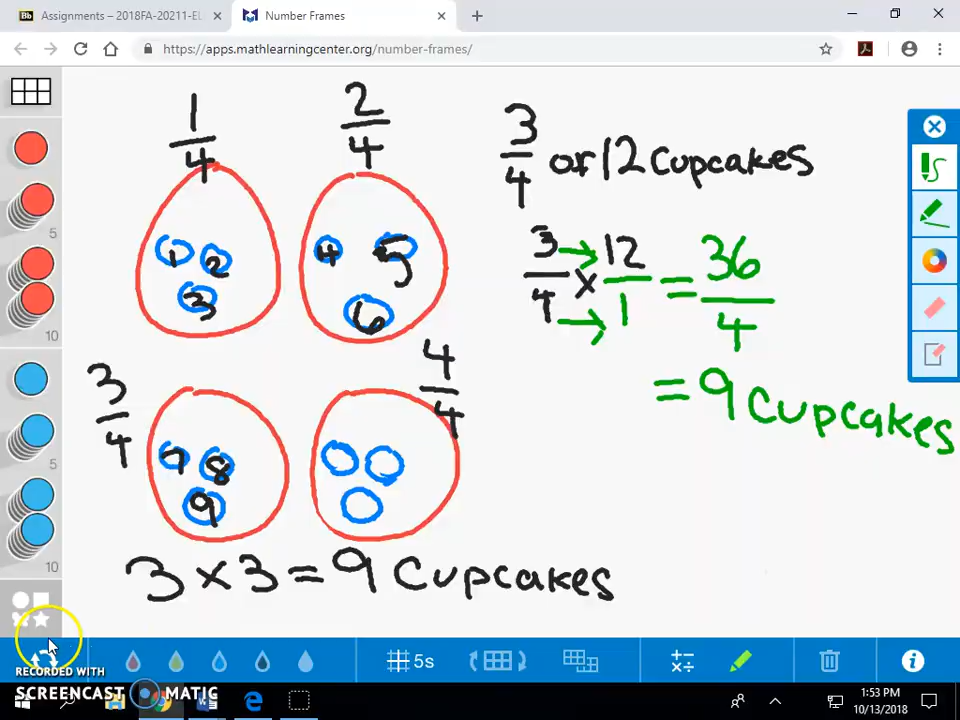 Assignments – 2018FA-20211-EL
Number Frames
https://apps.mathlearningcenter.org/number-frames/
1/4
2/4
3/4 or 12 cupcakes
1 2 3
4 5 6
3/4 x 12/1 = 36/4
= 9 cupcakes
3/4
4/4
7 8 9
3 x 3 = 9 cupcakes
5
10
5
10
5s
RECORDED WITH
SCREENCAST MATIC
1:53 PM
10/13/2018